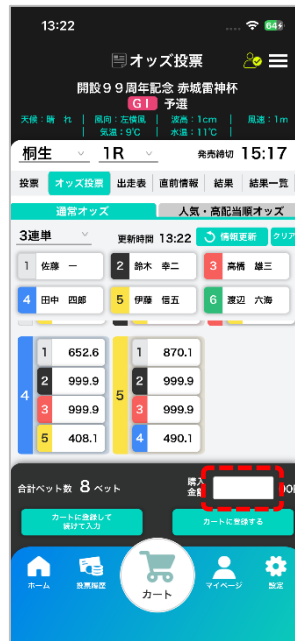 13:22
64
オッズ投票
開設99周年記念 赤城雷神杯
GI 予選
天候：晴 れ | 風向：左横風 | 波高：1cm | 風速：1m
気温：9℃ | 水温：11℃ |
桐生 1R 発売締切 15:17
投票 オッズ投票 出走表 直前情報 結果 結果一覧
通常オッズ 人気・高配当順オッズ
3連単 更新時間 13:22 情報更新 クリア
1 佐藤 一 2 鈴木 幸二 3 高橋 雄三
4 田中 四郎 5 伊藤 信五 6 渡辺 六海
4
1 652.6
2 999.9
3 999.9
5 408.1
5
1 870.1
2 999.9
3 999.9
4 490.1
合計ベット数 8 ベット
購入
金額
カートに登録して
続けて入力
カートに登録する
ホーム 投票履歴 カート マイページ 設定